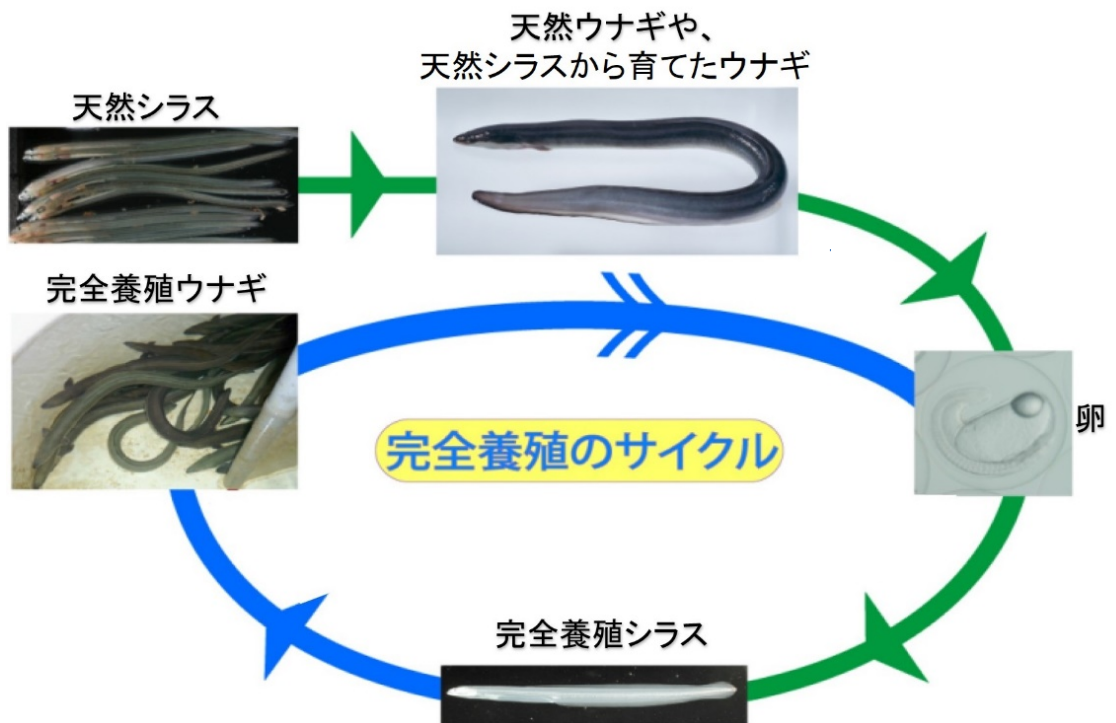 天然ウナギや、
天然シラスから育てたウナギ
天然シラス
完全養殖ウナギ
完全養殖のサイクル
卵
完全養殖シラス